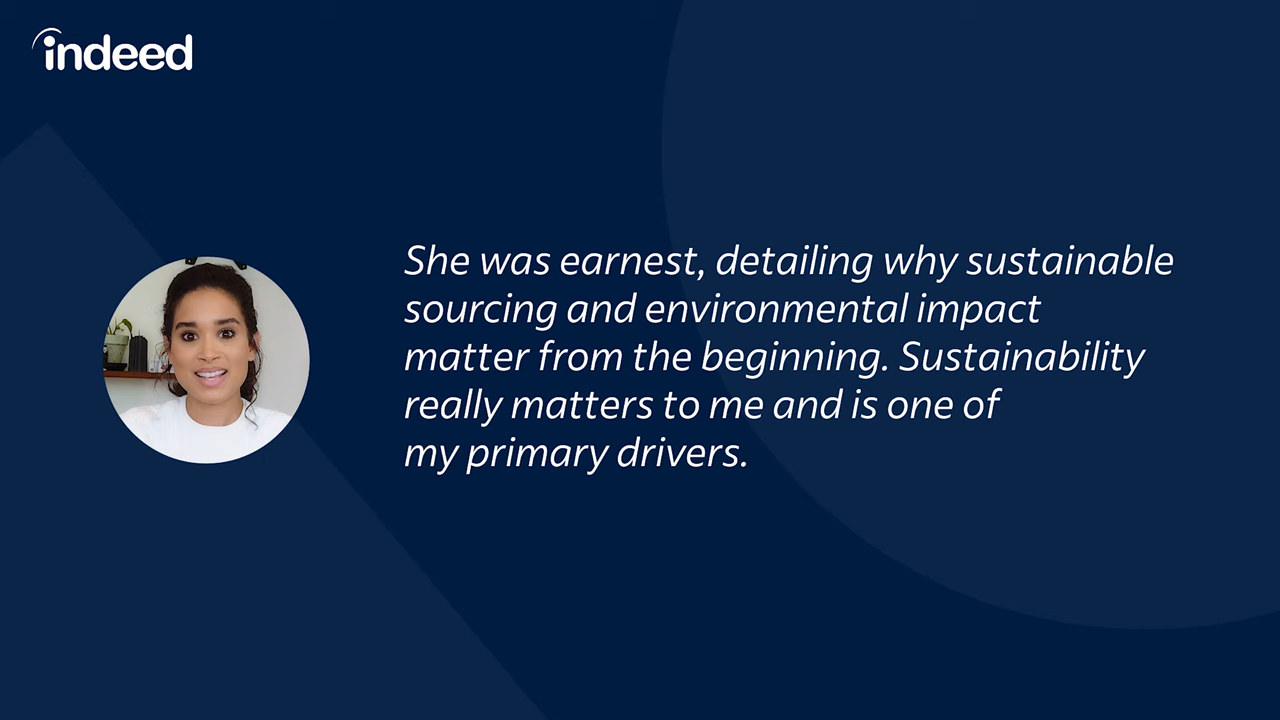 indeed
She was earnest, detailing why sustainable
sourcing and environmental impact
matter from the beginning. Sustainability
really matters to me and is one of
my primary drivers.